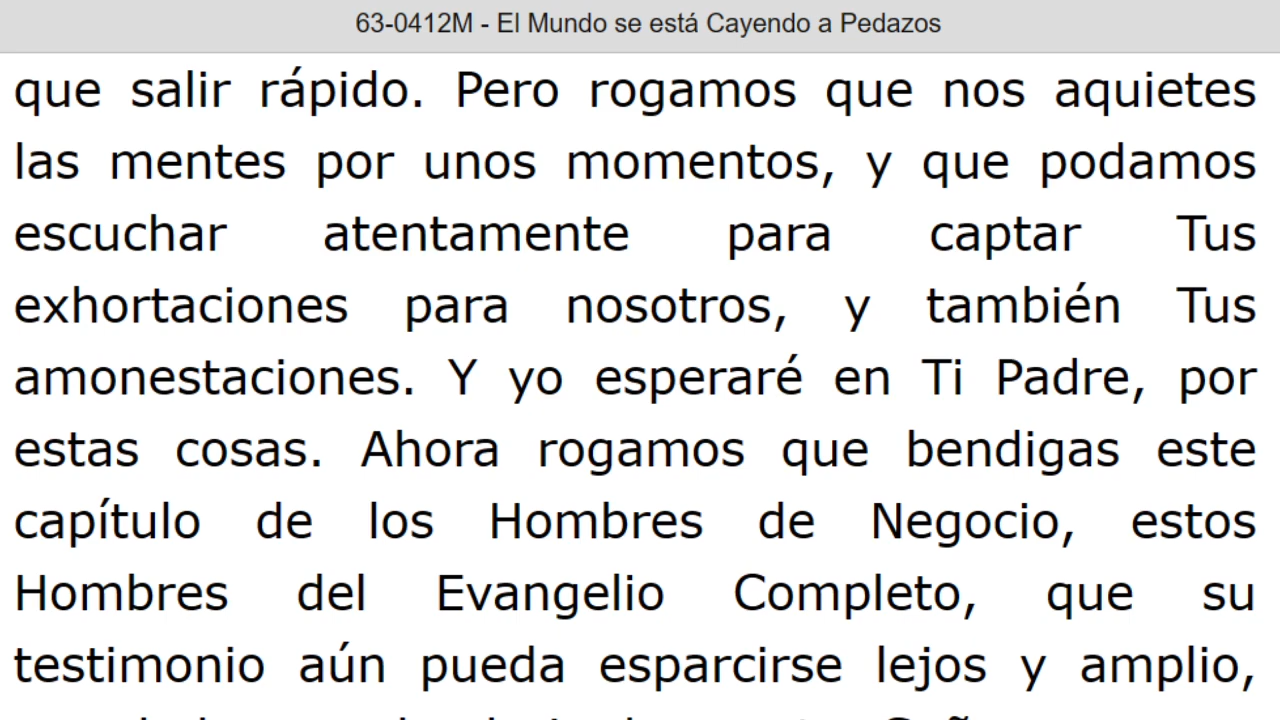 63-0412M - El Mundo se está Cayendo a Pedazos
que salir rápido. Pero rogamos que nos aquietes
las mentes por unos momentos, y que podamos
escuchar atentamente para captar Tus
exhortaciones para nosotros, y también Tus
amonestaciones. Y yo esperaré en Ti Padre, por
estas cosas. Ahora rogamos que bendigas este
capítulo de los Hombres de Negocio, estos
Hombres del Evangelio Completo, que su
testimonio aún pueda esparcirse lejos y amplio,